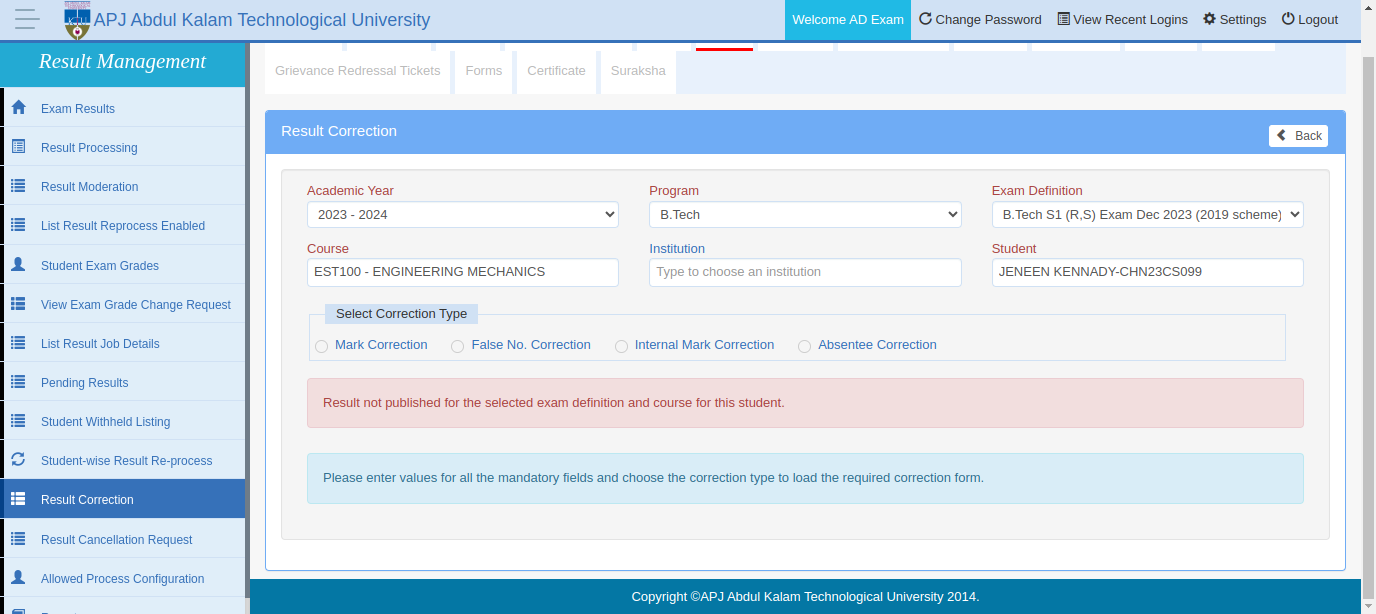 APJ Abdul Kalam Technological University
Welcome AD Exam
Change Password
View Recent Logins
Settings
Logout
Result Management
Exam Results
Result Processing
Result Moderation
List Result Reprocess Enabled
Student Exam Grades
View Exam Grade Change Request
List Result Job Details
Pending Results
Student Withheld Listing
Student-wise Result Re-process
Result Correction
Result Cancellation Request
Allowed Process Configuration
Grievance Redressal Tickets
Forms
Certificate
Suraksha
Result Correction
Back
Academic Year
Program
Exam Definition
2023 - 2024
B.Tech
B.Tech S1 (R,S) Exam Dec 2023 (2019 scheme)
Course
Institution
Student
EST100 - ENGINEERING MECHANICS
Type to choose an institution
JENEEN KENNADY-CHN23CS099
Select Correction Type
Mark Correction
False No. Correction
Internal Mark Correction
Absentee Correction
Result not published for the selected exam definition and course for this student.
Please enter values for all the mandatory fields and choose the correction type to load the required correction form.
Copyright ©APJ Abdul Kalam Technological University 2014.